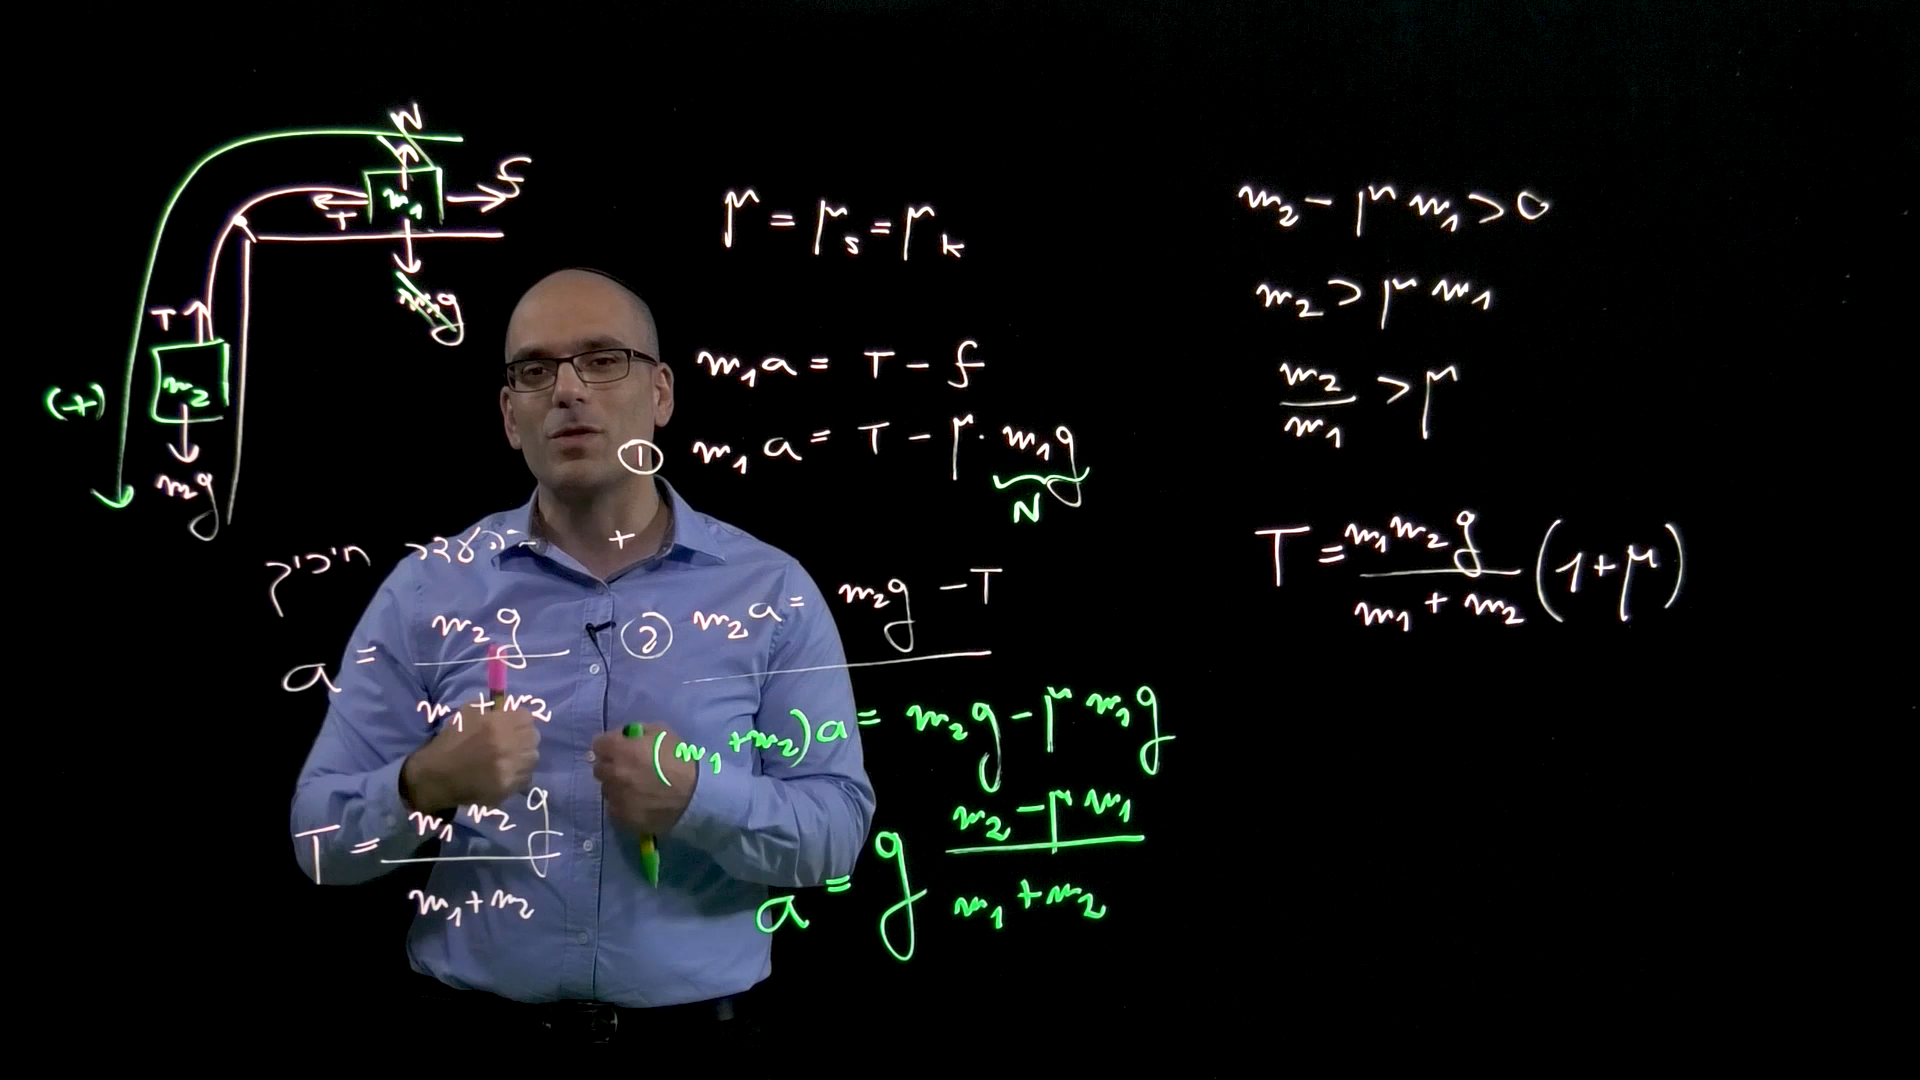 N
m₁
T
f
m₁g
T
m₂
(+)
m₂g
μ = μₛ = μₖ
m₁a = T - f
① m₁a = T - μ · m₁g
N
+
② m₂a = m₂g - T
(m₁+m₂)a = m₂g - μm₁g
a = g (m₂ - μm₁)/(m₁ + m₂)
חיכוך
a = m₂g/(m₁+m₂)
T = m₁m₂g/(m₁+m₂)
m₂ - μm₁ > 0
m₂ > μm₁
m₂/m₁ > μ
T = m₁m₂g/(m₁ + m₂) (1+μ)